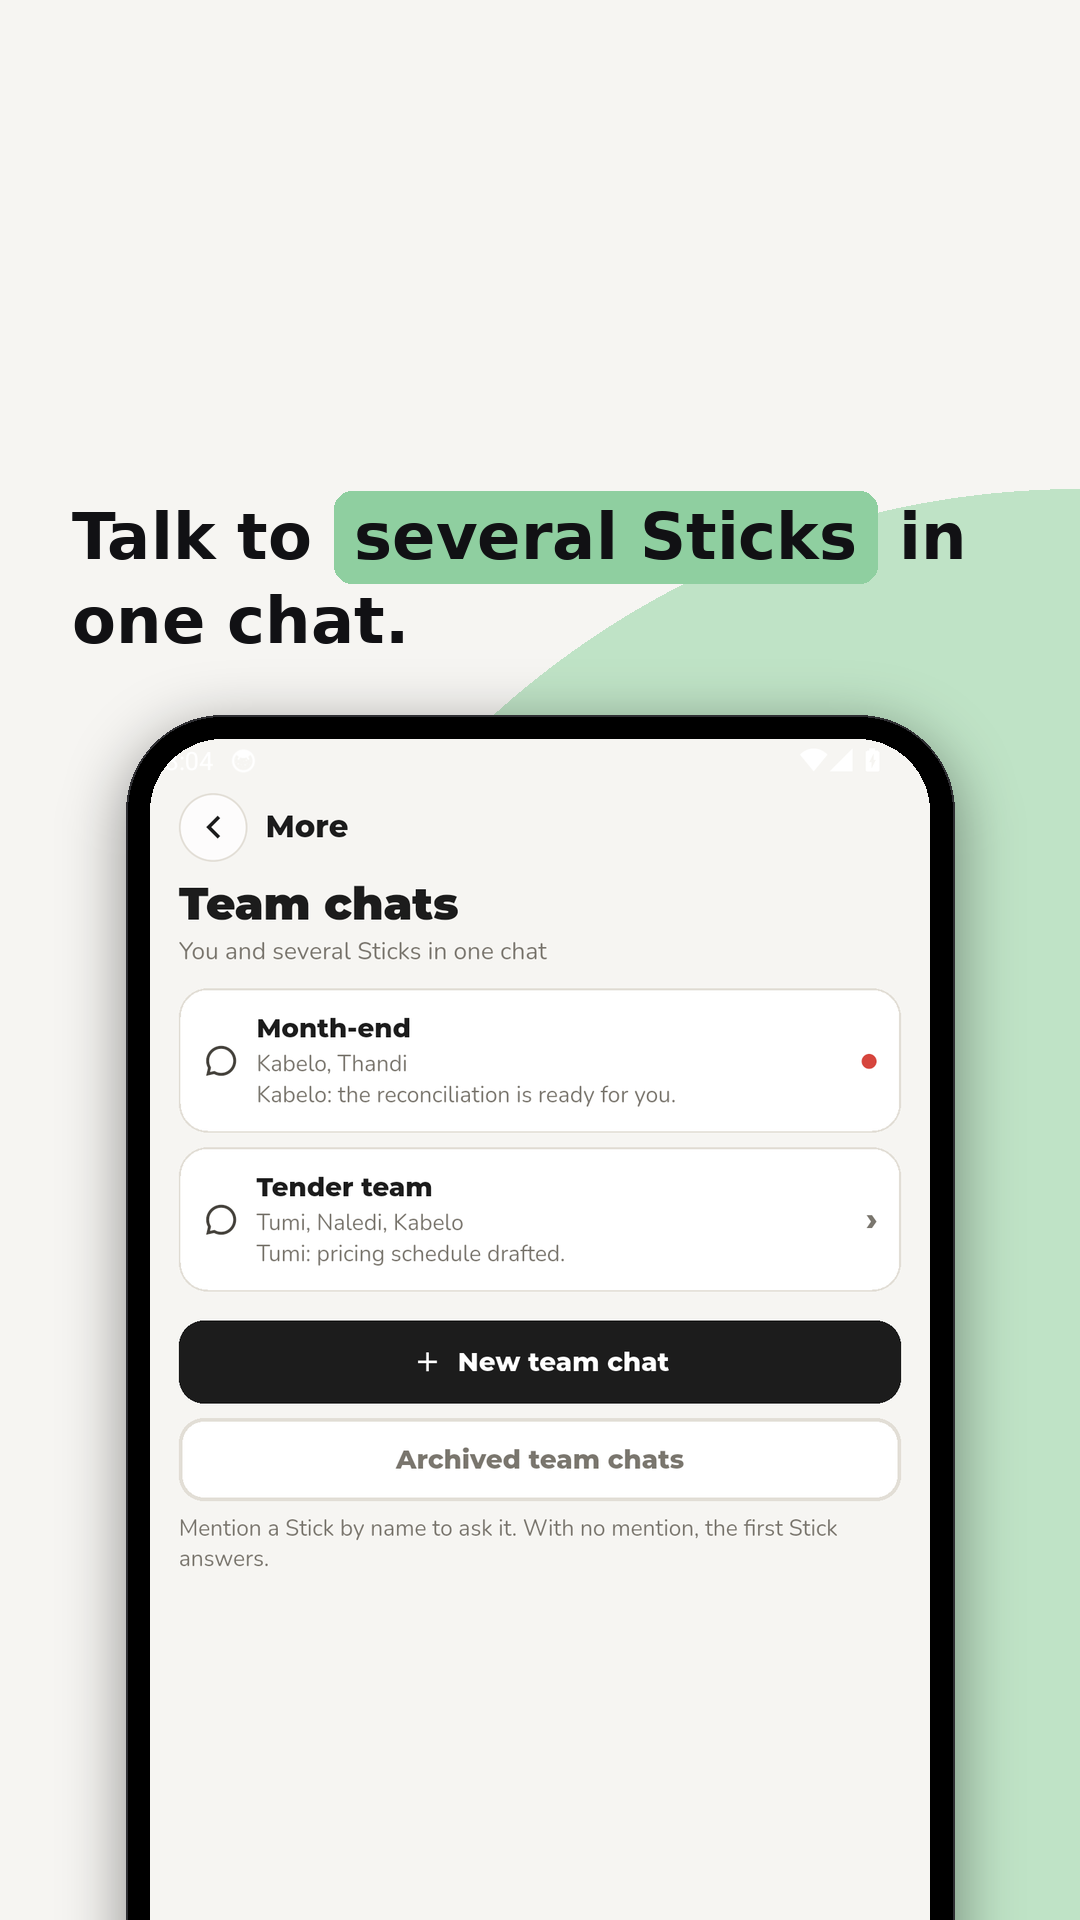 Talk to several Sticks in
one chat.
More
Team chats
You and several Sticks in one chat
Month-end
Kabelo, Thandi
Kabelo: the reconciliation is ready for you.
Tender team
Tumi, Naledi, Kabelo
Tumi: pricing schedule drafted.
›
+ New team chat
Archived team chats
Mention a Stick by name to ask it. With no mention, the first Stick
answers.